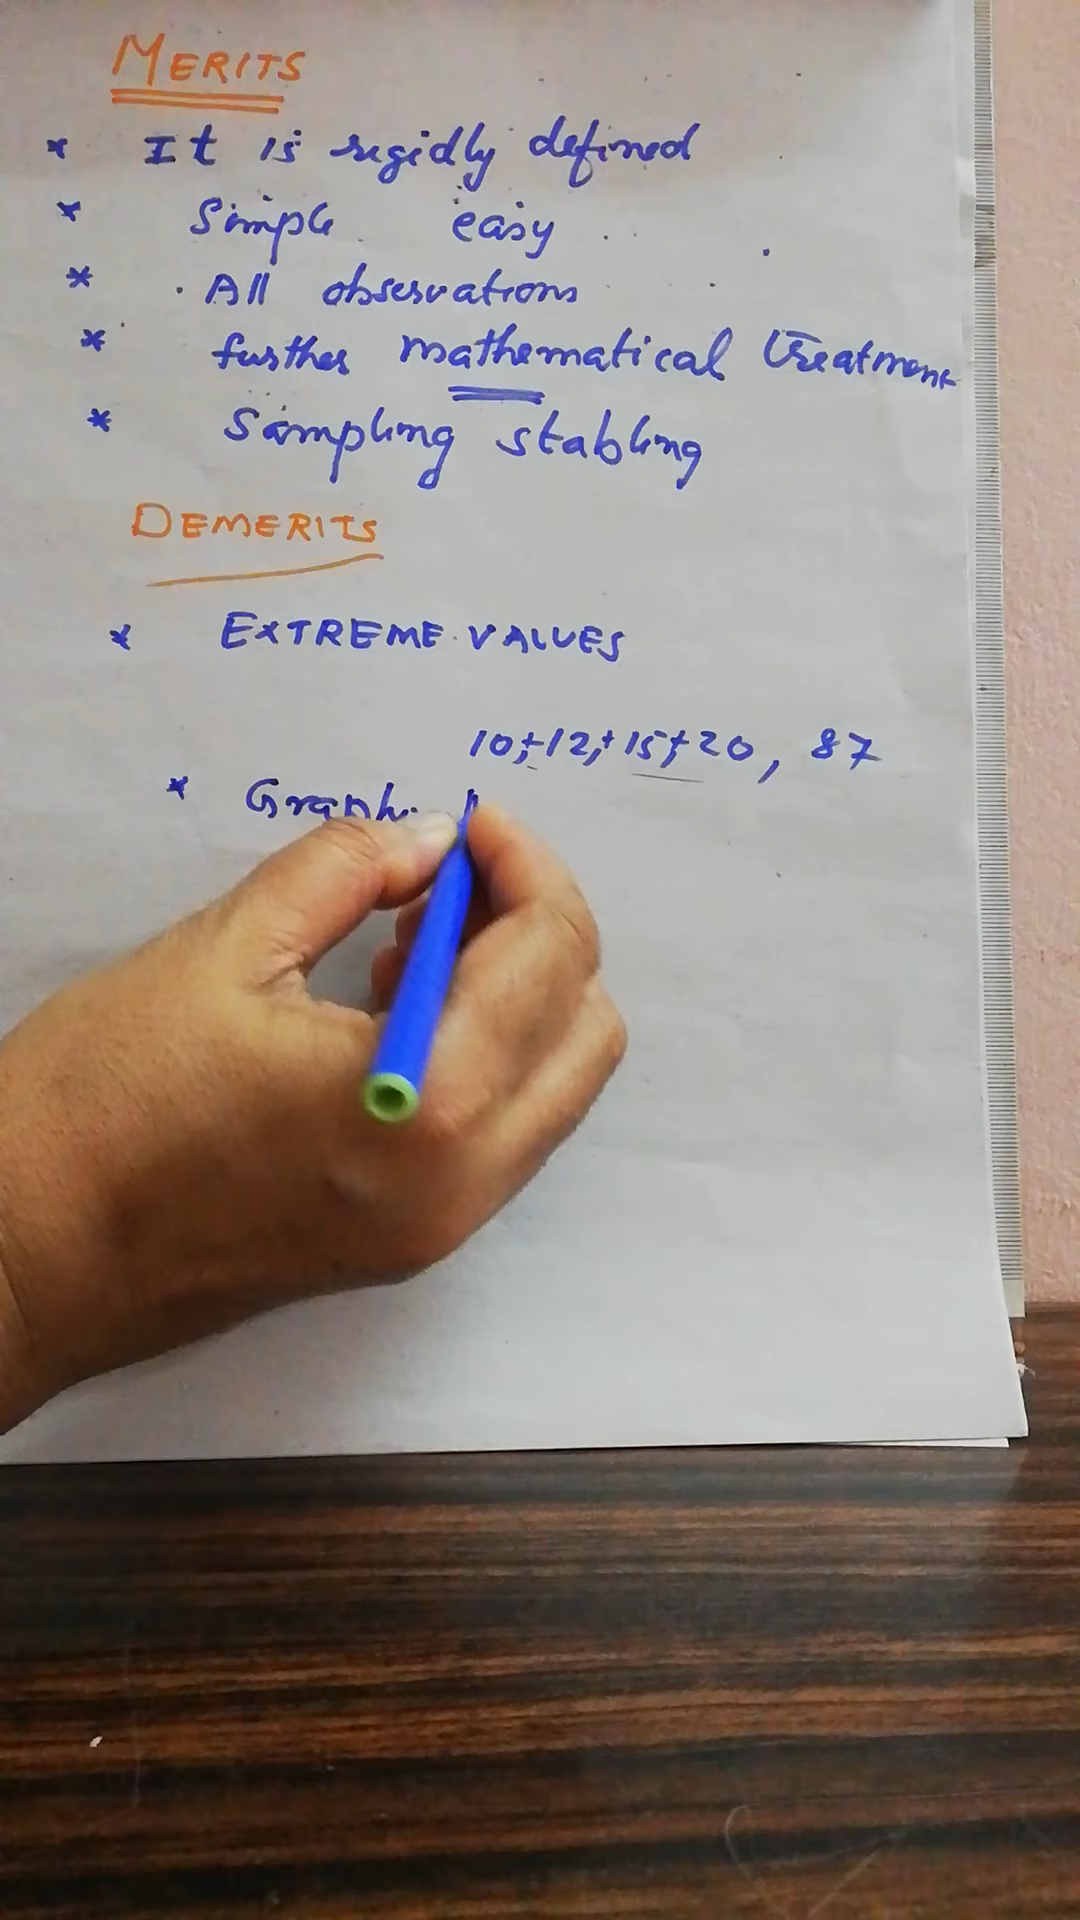 MERITS
* It is rigidly defined
* Simple easy
* All observations
* further mathematical treatment
* Sampling stabling
DEMERITS
* EXTREME VALUES
10,+12,+15,+20, 87
* Graph